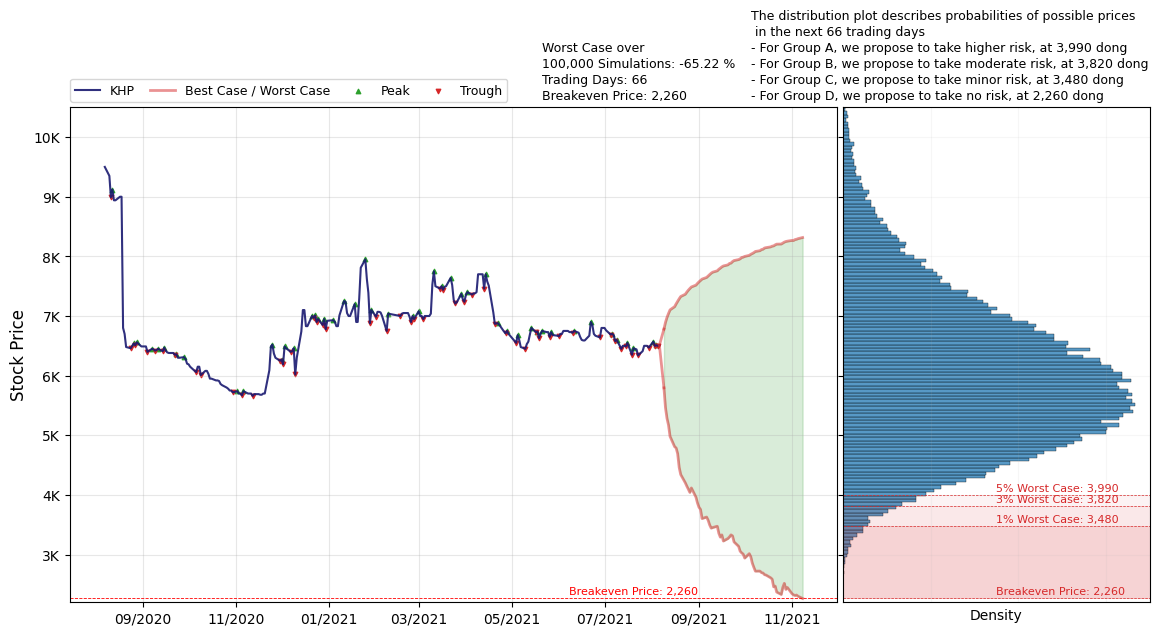 The distribution plot describes probabilities of possible prices
in the next 66 trading days
- For Group A, we propose to take higher risk, at 3,990 dong
- For Group B, we propose to take moderate risk, at 3,820 dong
- For Group C, we propose to take minor risk, at 3,480 dong
- For Group D, we propose to take no risk, at 2,260 dong
Worst Case over
100,000 Simulations: -65.22 %
Trading Days: 66
Breakeven Price: 2,260
KHP
Best Case / Worst Case
Peak
Trough
Stock Price
10K
9K
8K
7K
6K
5K
4K
3K
Breakeven Price: 2,260
09/2020
11/2020
01/2021
03/2021
05/2021
07/2021
09/2021
11/2021
5% Worst Case: 3,990
3% Worst Case: 3,820
1% Worst Case: 3,480
Breakeven Price: 2,260
Density